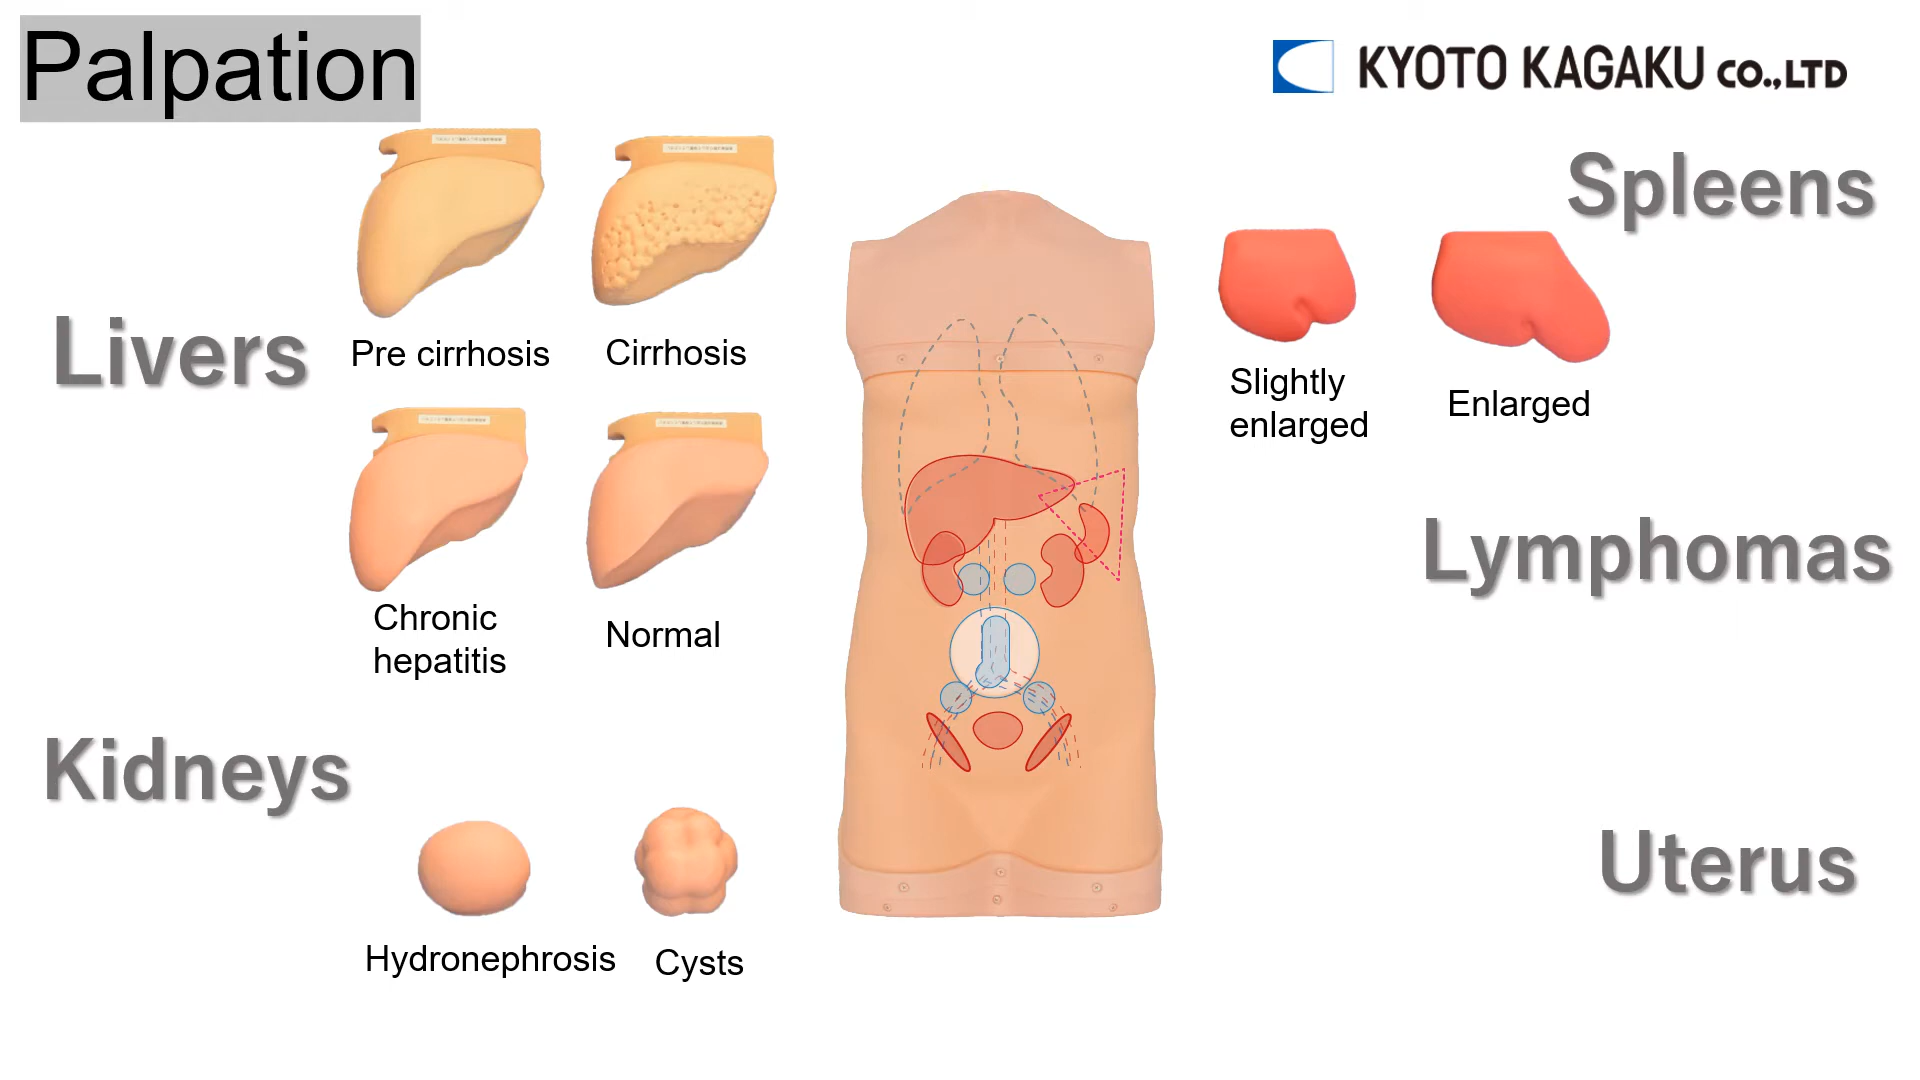 Palpation
KYOTO KAGAKU CO.,LTD
Livers
Pre cirrhosis
Cirrhosis
Chronic
hepatitis
Normal
Kidneys
Hydronephrosis
Cysts
Spleens
Slightly
enlarged
Enlarged
Lymphomas
Uterus